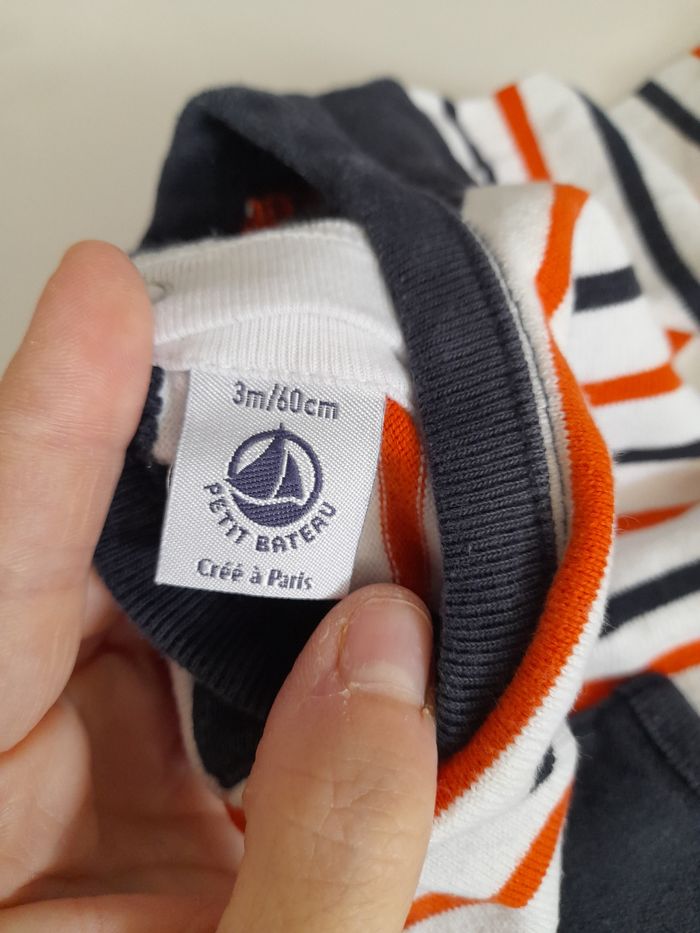 3m/60cm
PETIT BATEAU
Créé à Paris